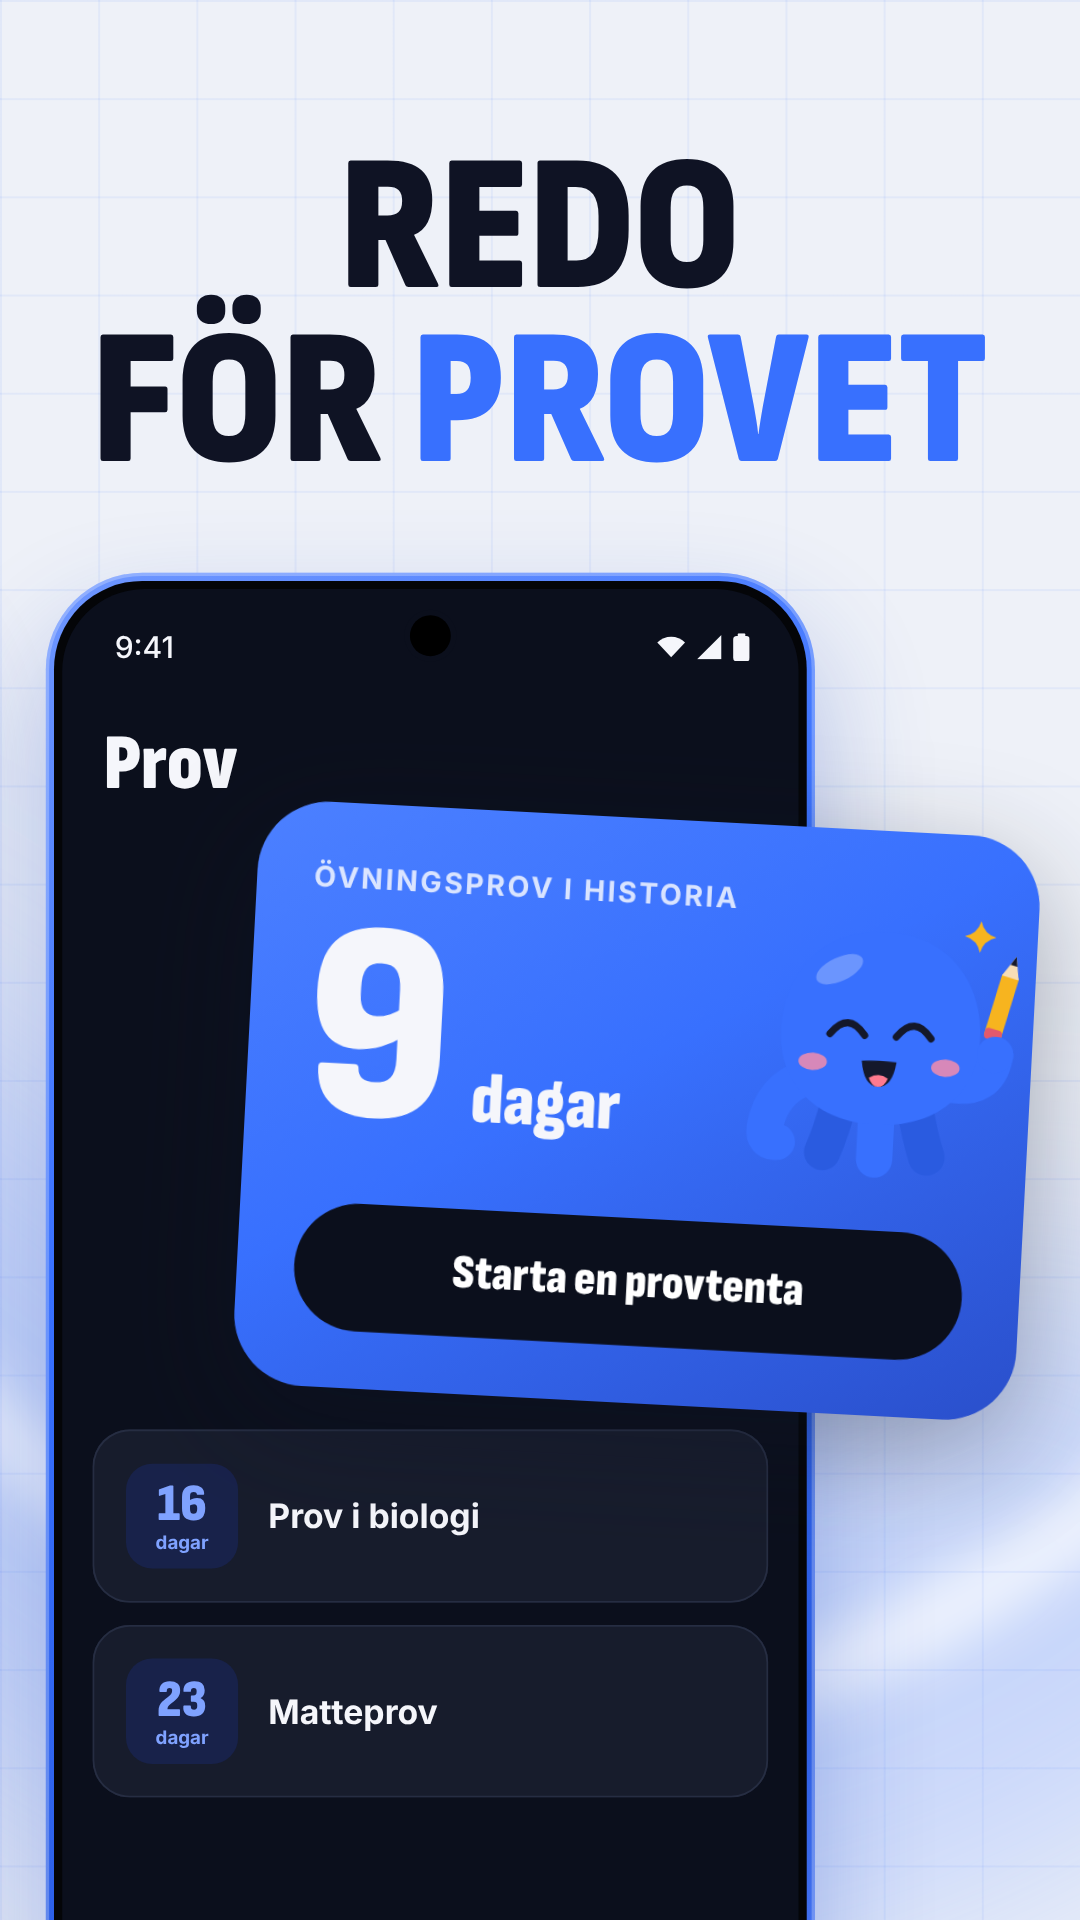 REDO
FÖR PROVET
9:41
Prov
ÖVNINGSPROV I HISTORIA
9 dagar
Starta en provtenta
16
dagar
Prov i biologi
23
dagar
Matteprov